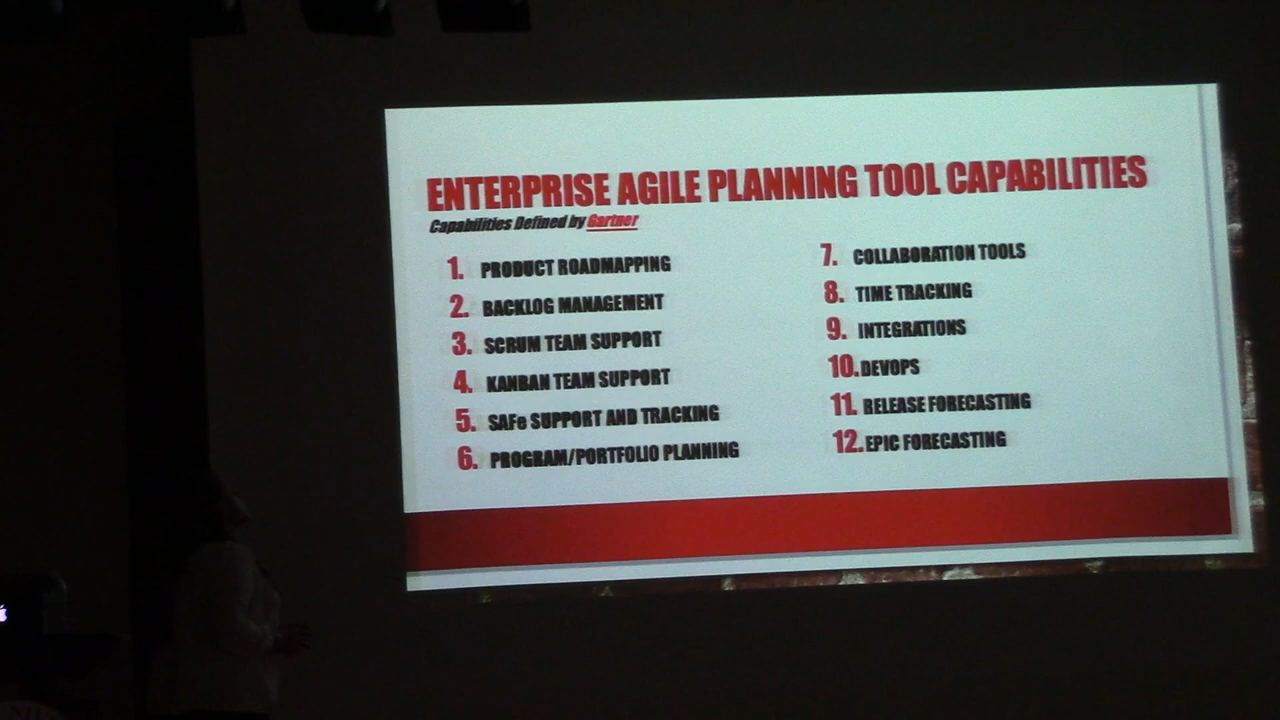 ENTERPRISE AGILE PLANNING TOOL CAPABILITIES
Capabilities Defined by Gartner
1. PRODUCT ROADMAPPING
2. BACKLOG MANAGEMENT
3. SCRUM TEAM SUPPORT
4. KANBAN TEAM SUPPORT
5. SAFe SUPPORT AND TRACKING
6. PROGRAM/PORTFOLIO PLANNING
7. COLLABORATION TOOLS
8. TIME TRACKING
9. INTEGRATIONS
10. DEVOPS
11. RELEASE FORECASTING
12. EPIC FORECASTING